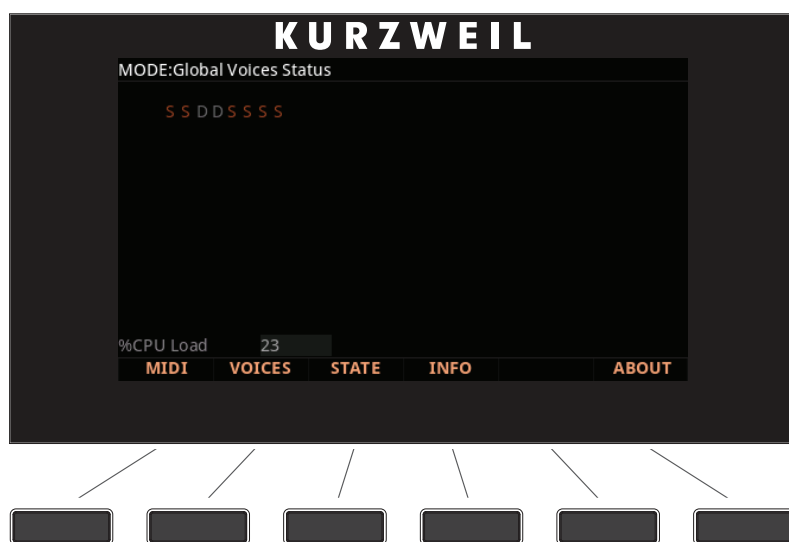 KURZWEIL
MODE:Global Voices Status
S S D D S S S S
%CPU Load 23
MIDI VOICES STATE INFO ABOUT